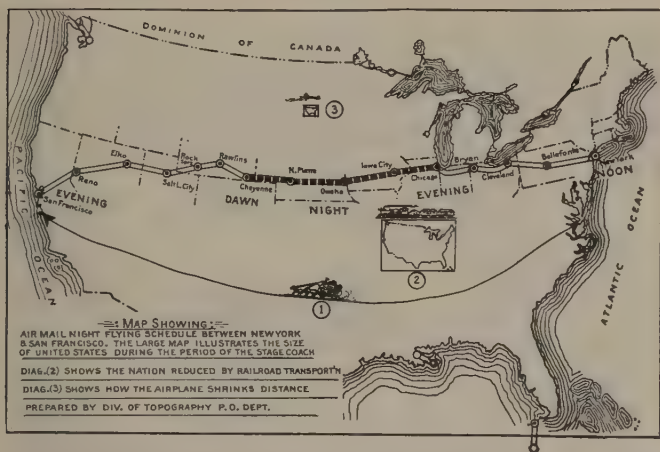 DOMINION OF CANADA
3
PACIFIC OCEAN
San Francisco
Reno
EVENING
Elko
Salt L. City
Rock Spgs
Rawlins
Cheyenne
DAWN
N. Platte
Omaha
NIGHT
Iowa City
Chicago
EVENING
Bryan
Cleveland
Bellefonte
New York
NOON
2
1
ATLANTIC OCEAN
MAP SHOWING:
AIR MAIL NIGHT FLYING SCHEDULE BETWEEN NEW YORK
& SAN FRANCISCO. THE LARGE MAP ILLUSTRATES THE SIZE
OF UNITED STATES DURING THE PERIOD OF THE STAGE COACH
DIAG.(2) SHOWS THE NATION REDUCED BY RAILROAD TRANSPORT'N
DIAG.(3) SHOWS HOW THE AIRPLANE SHRINKS DISTANCE
PREPARED BY DIV. OF TOPOGRAPHY P.O. DEPT.